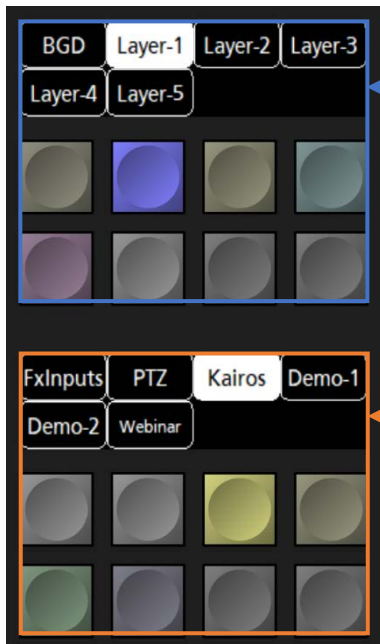 BGD Layer-1 Layer-2 Layer-3
Layer-4 Layer-5
FxInputs PTZ Kairos Demo-1
Demo-2 Webinar